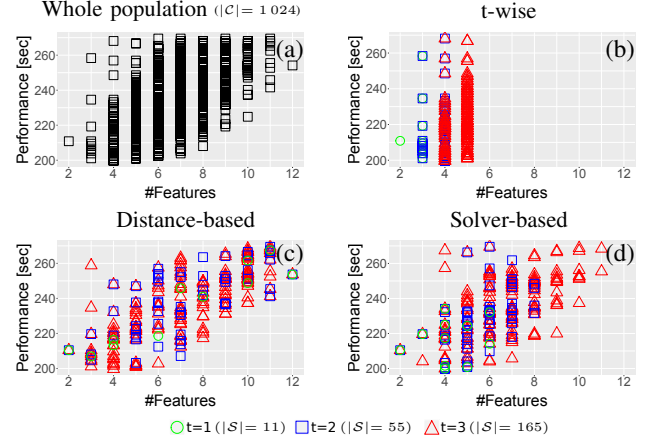 Whole population (|C|= 1 024)
t-wise
Performance [sec]
260
240
220
200
(a)
2 4 6 8 10 12
#Features
Performance [sec]
260
240
220
200
(b)
2 4 6 8 10 12
#Features
Distance-based
Solver-based
Performance [sec]
260
240
220
200
(c)
2 4 6 8 10 12
#Features
Performance [sec]
260
240
220
200
(d)
2 4 6 8 10 12
#Features
t=1 (|S|= 11) t=2 (|S|= 55) t=3 (|S|= 165)